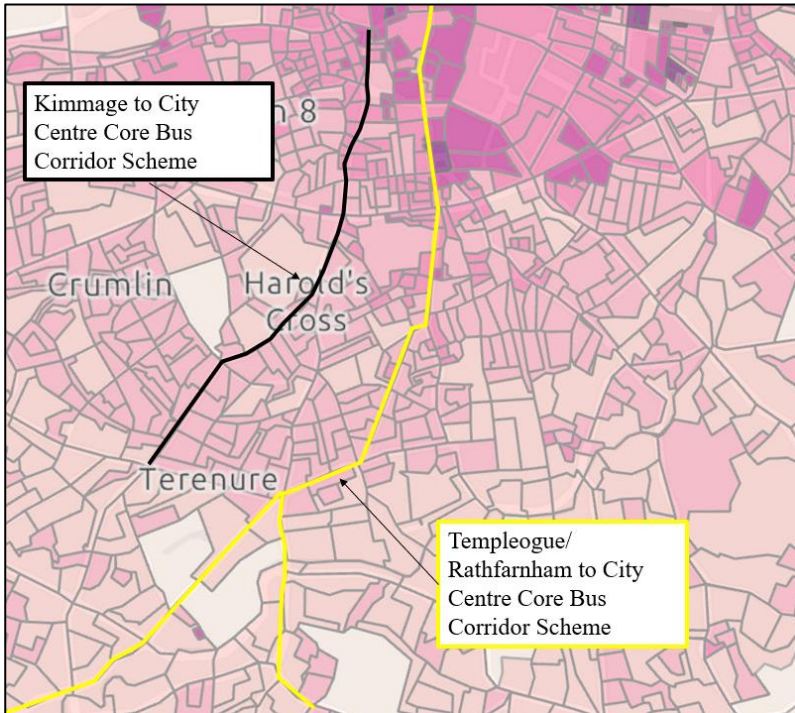 Kimmage to City
Centre Core Bus
Corridor Scheme
n 8
Crumlin
Harold's
Cross
Terenure
Templeogue/
Rathfarnham to City
Centre Core Bus
Corridor Scheme